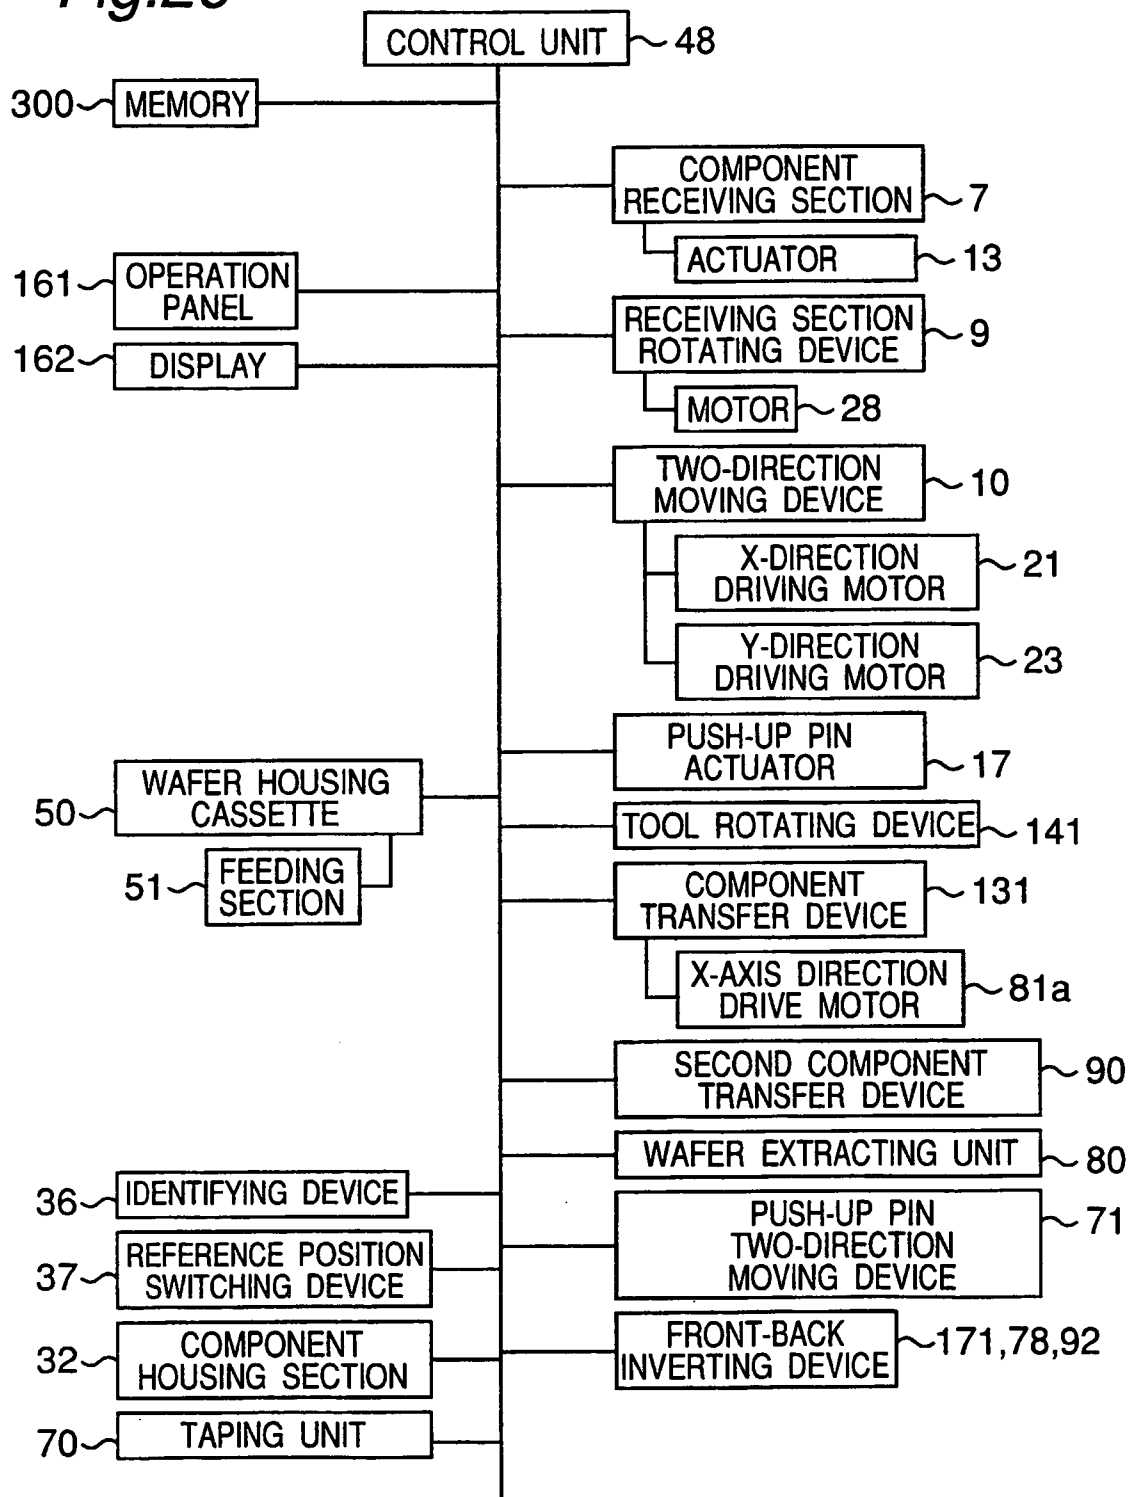 CONTROL UNIT 48
300 MEMORY
COMPONENT
RECEIVING SECTION 7
ACTUATOR 13
161 OPERATION
PANEL
RECEIVING SECTION
ROTATING DEVICE 9
162 DISPLAY
MOTOR 28
TWO-DIRECTION
MOVING DEVICE 10
X-DIRECTION
DRIVING MOTOR 21
Y-DIRECTION
DRIVING MOTOR 23
PUSH-UP PIN
ACTUATOR 17
50 WAFER HOUSING
CASSETTE
TOOL ROTATING DEVICE 141
51 FEEDING
SECTION
COMPONENT
TRANSFER DEVICE 131
X-AXIS DIRECTION
DRIVE MOTOR 81a
SECOND COMPONENT
TRANSFER DEVICE 90
WAFER EXTRACTING UNIT 80
36 IDENTIFYING DEVICE
PUSH-UP PIN
TWO-DIRECTION
MOVING DEVICE 71
37 REFERENCE POSITION
SWITCHING DEVICE
32 COMPONENT
HOUSING SECTION
FRONT-BACK
INVERTING DEVICE 171,78,92
70 TAPING UNIT